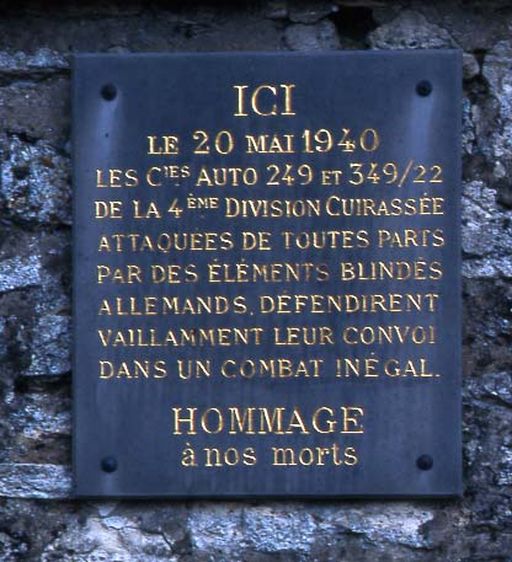 ICI
LE 20 MAI 1940
LES CIES AUTO 249 ET 349/22
DE LA 4ÈME DIVISION CUIRASSÉE
ATTAQUÉES DE TOUTES PARTS
PAR DES ÉLÉMENTS BLINDÉS
ALLEMANDS, DÉFENDIRENT
VAILLAMMENT LEUR CONVOI
DANS UN COMBAT INÉGAL.
HOMMAGE
à nos morts